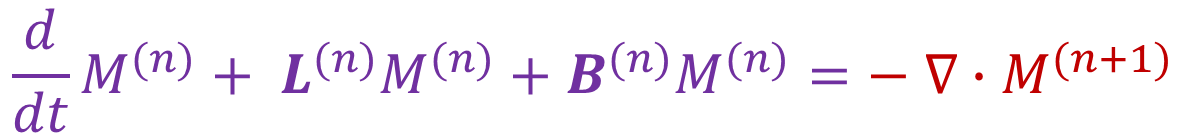 d/dt M⁽ⁿ⁾ + L⁽ⁿ⁾M⁽ⁿ⁾ + B⁽ⁿ⁾M⁽ⁿ⁾ = − ∇ · M⁽ⁿ⁺¹⁾